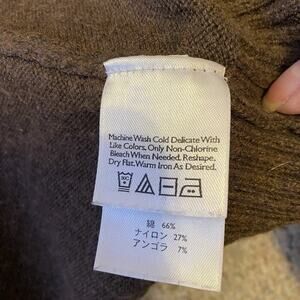 Machine Wash Cold Delicate With
Like Colors. Only Non-Chlorine
Bleach When Needed. Reshape.
Dry Flat. Warm Iron As Desired.
30C
綿 66%
ナイロン 27%
アンゴラ 7%